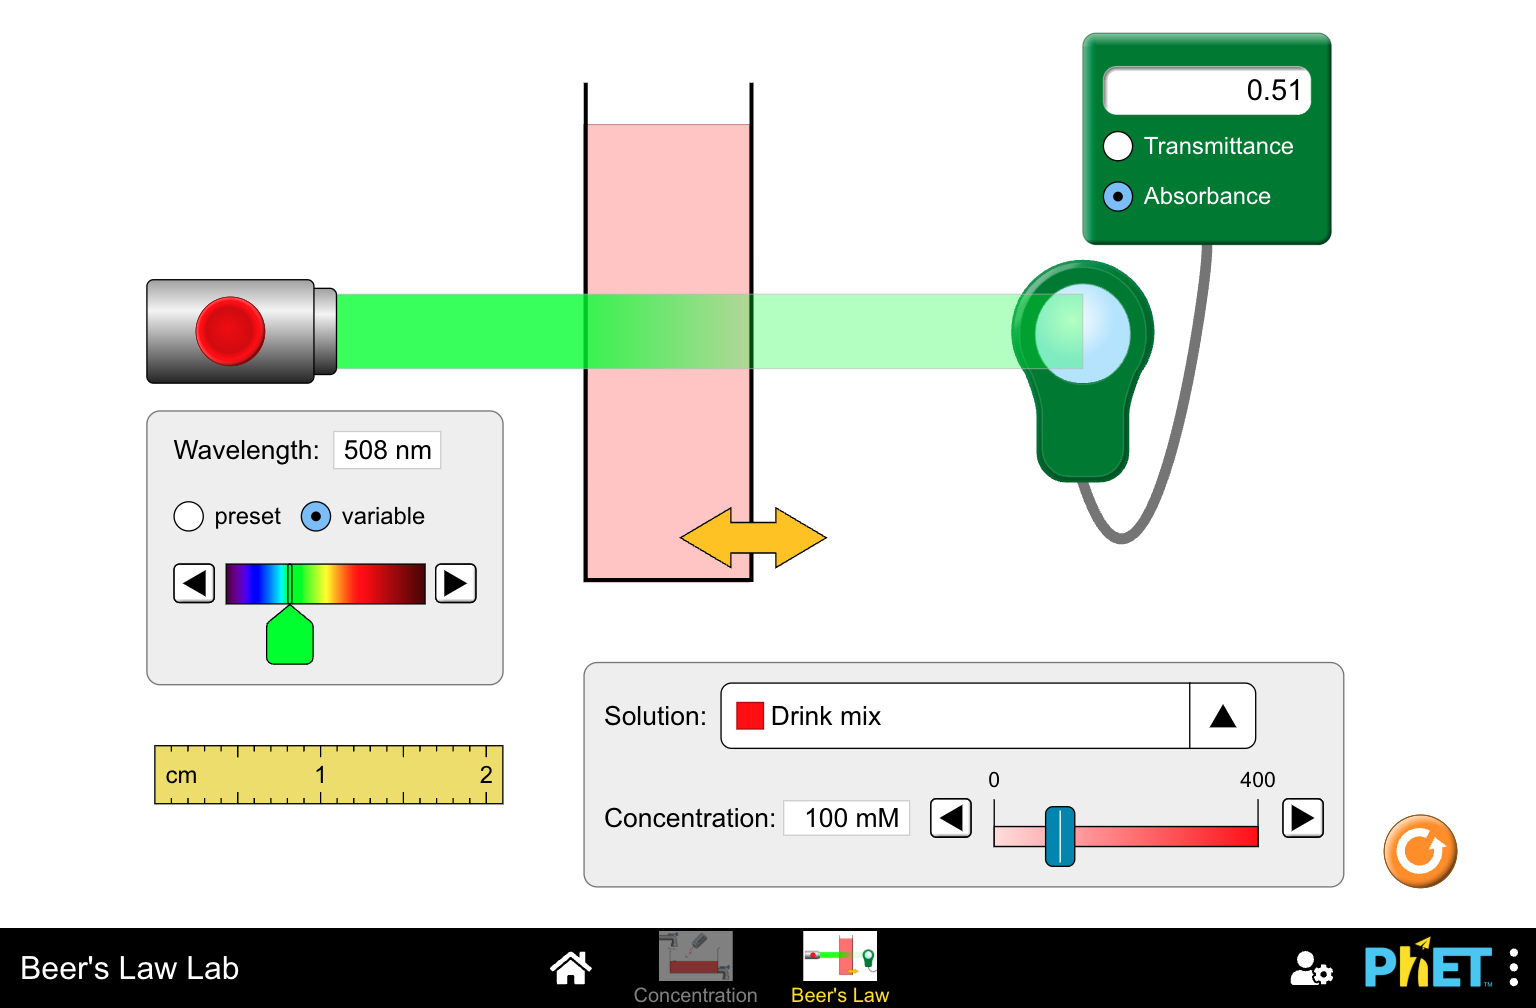 0.51
Transmittance
Absorbance
Wavelength: 508 nm
preset variable
cm 1 2
Solution: Drink mix
0 400
Concentration: 100 mM
Beer's Law Lab
Concentration
Beer's Law
PhET™